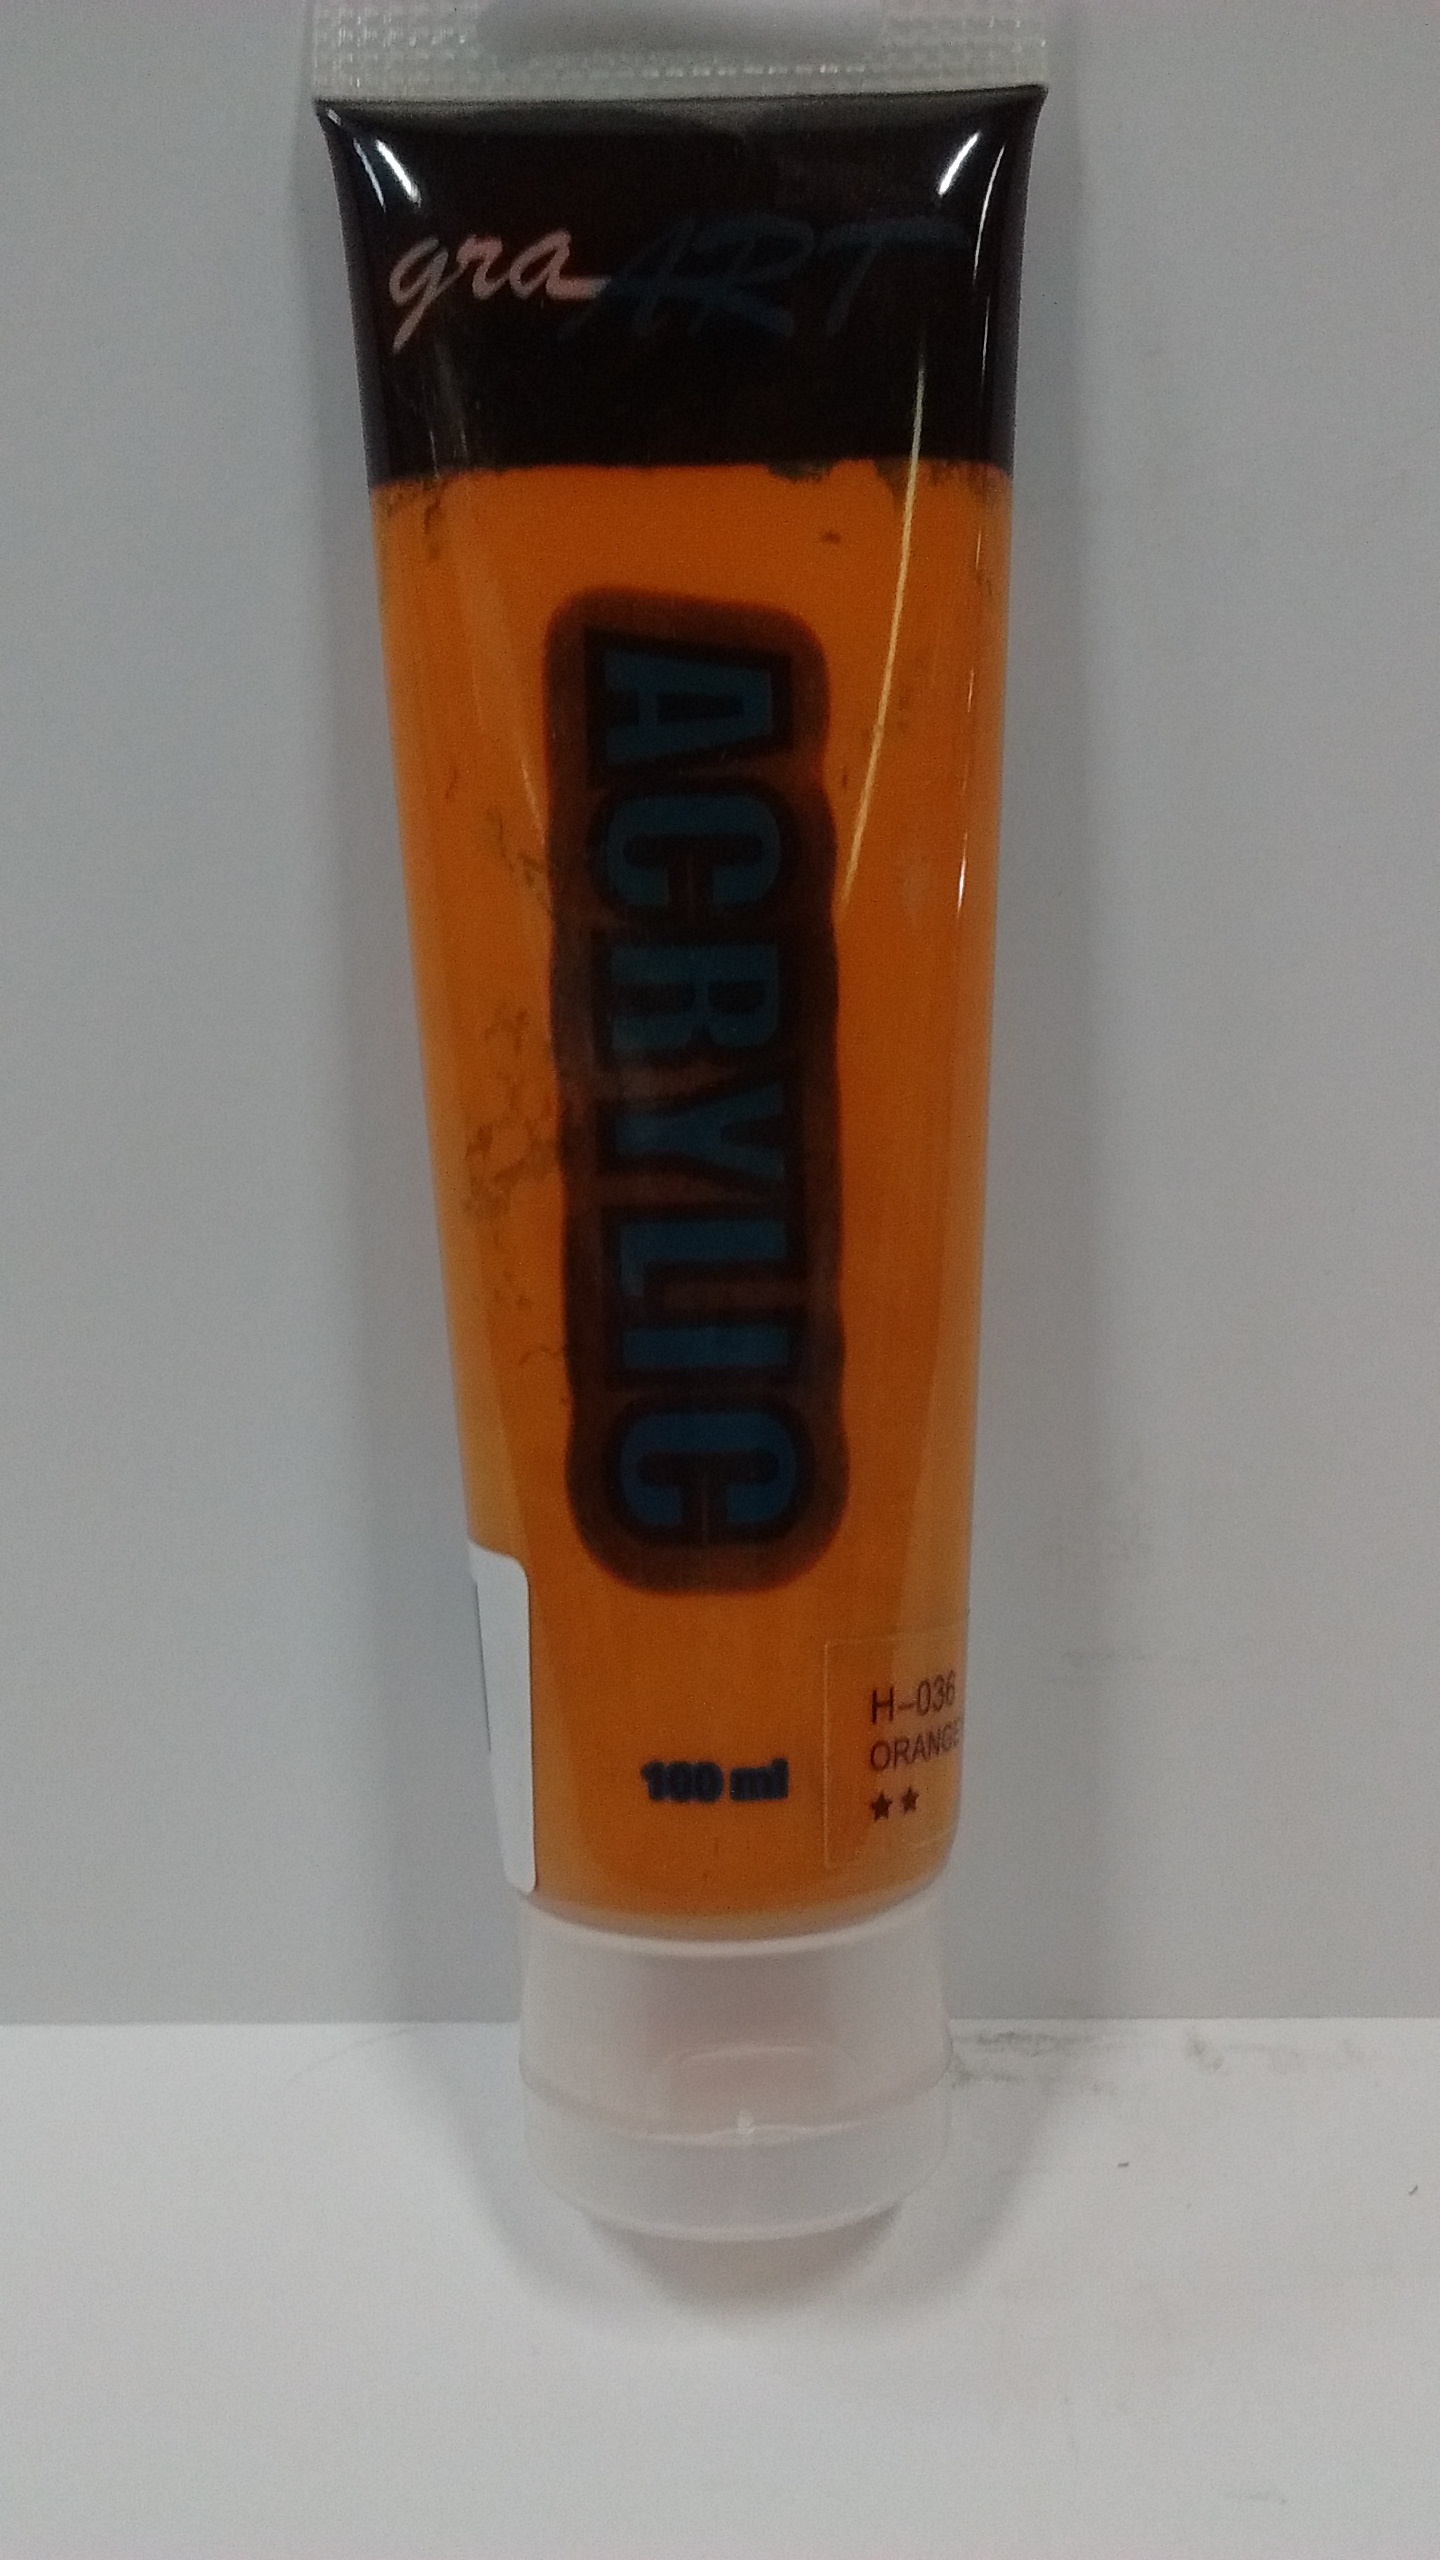 graART
ACRYLIC
100 ml
H-036
ORANGE
★★